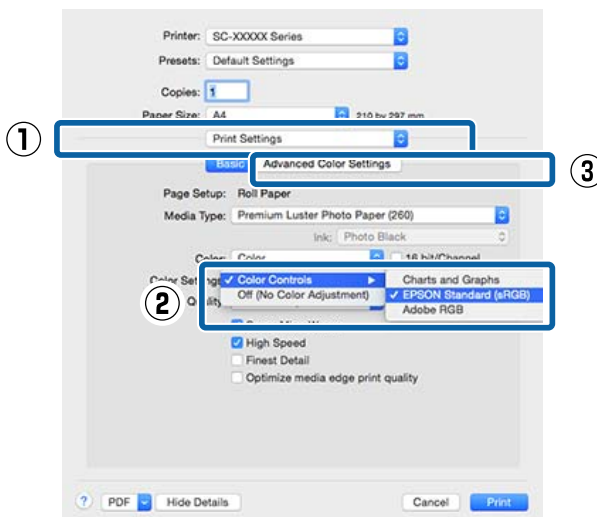 Printer: SC-XXXXX Series
Presets: Default Settings
Copies: 1
Paper Size: A4 210 by 297 mm
① Print Settings
Basic Advanced Color Settings ③
Page Setup: Roll Paper
Media Type: Premium Luster Photo Paper (260)
Ink: Photo Black
Color: Color 16 bit/Channel
Color Settings ✓ Color Controls ▶ Charts and Graphs
② Off (No Color Adjustment) ✓ EPSON Standard (sRGB)
Adobe RGB
High Speed
Finest Detail
Optimize media edge print quality
? PDF Hide Details Cancel Print